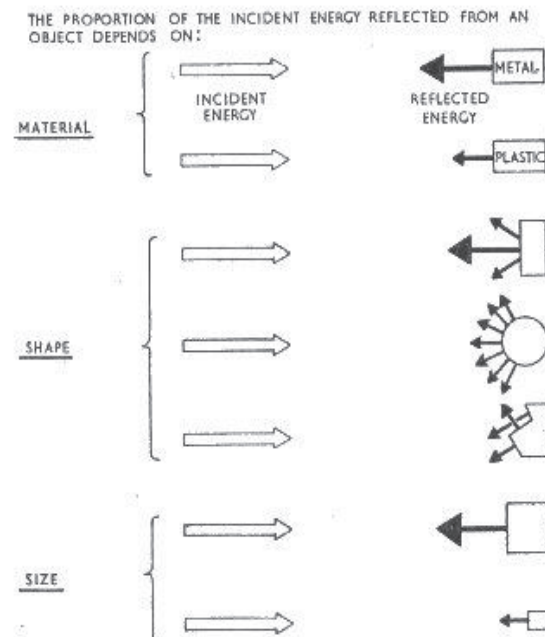 THE PROPORTION OF THE INCIDENT ENERGY REFLECTED FROM AN
OBJECT DEPENDS ON:
METAL
INCIDENT
ENERGY
REFLECTED
ENERGY
MATERIAL
PLASTIC
SHAPE
SIZE